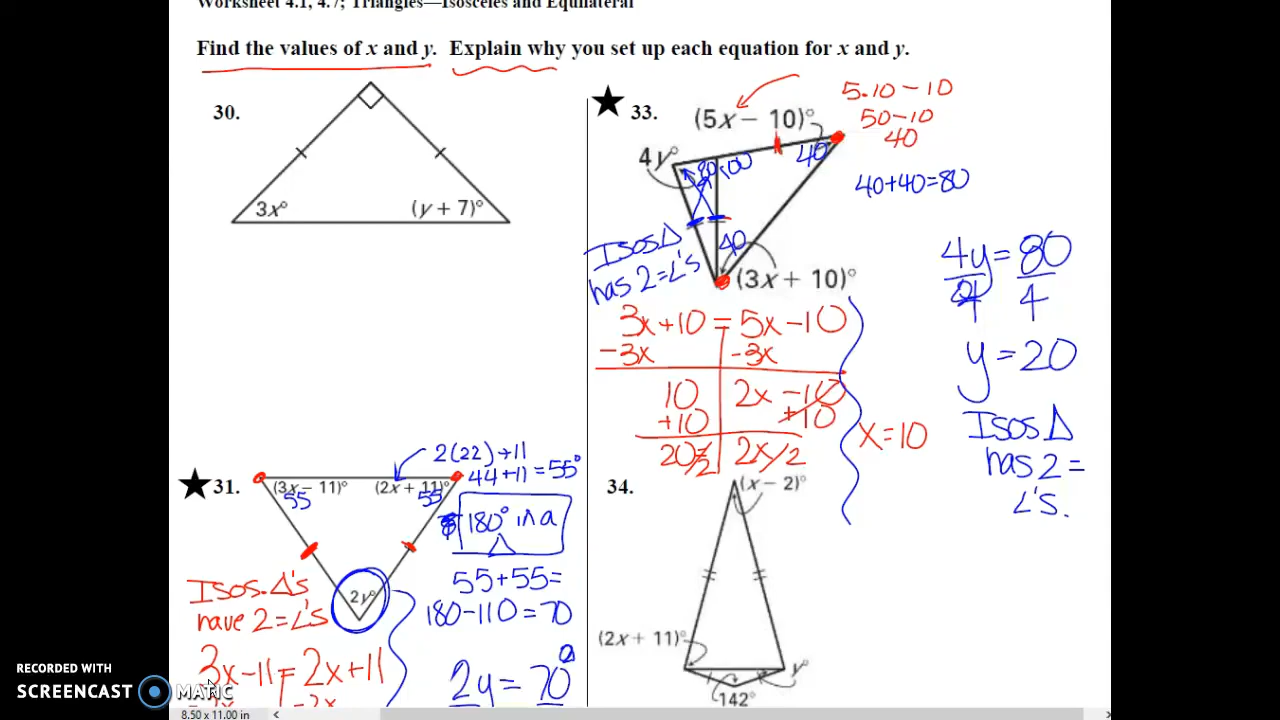 Worksheet 4.1, 4.7; Triangles—Isosceles and Equilateral
Find the values of x and y. Explain why you set up each equation for x and y.
30.
3x°
(y + 7)°
★ 33.
(5x − 10)°
5.10 − 10
50−10
40
4y°
80
100
40
40+40=80
Isos Δ
has 2=∠'s
40
(3x + 10)°
3x+10 = 5x−10
−3x
-3x
10
2x −10
+10
+10
20/2
2x/2
x=10
4y = 80
4
4
y=20
Isos Δ
has 2 =
∠'s.
★ 31.
(3x − 11)°
(2x + 11)°
55
55
2(22)+11
44+11=55°
180° in a
Δ
2y°
55+55=
180−110=70
Isos. Δ's
have 2=∠'s
3x−11 = 2x+11
-2x
2y = 70
34.
(x − 2)°
(2x + 11)°
y°
142°
RECORDED WITH
SCREENCAST MATIC
8.50 x 11.00 in